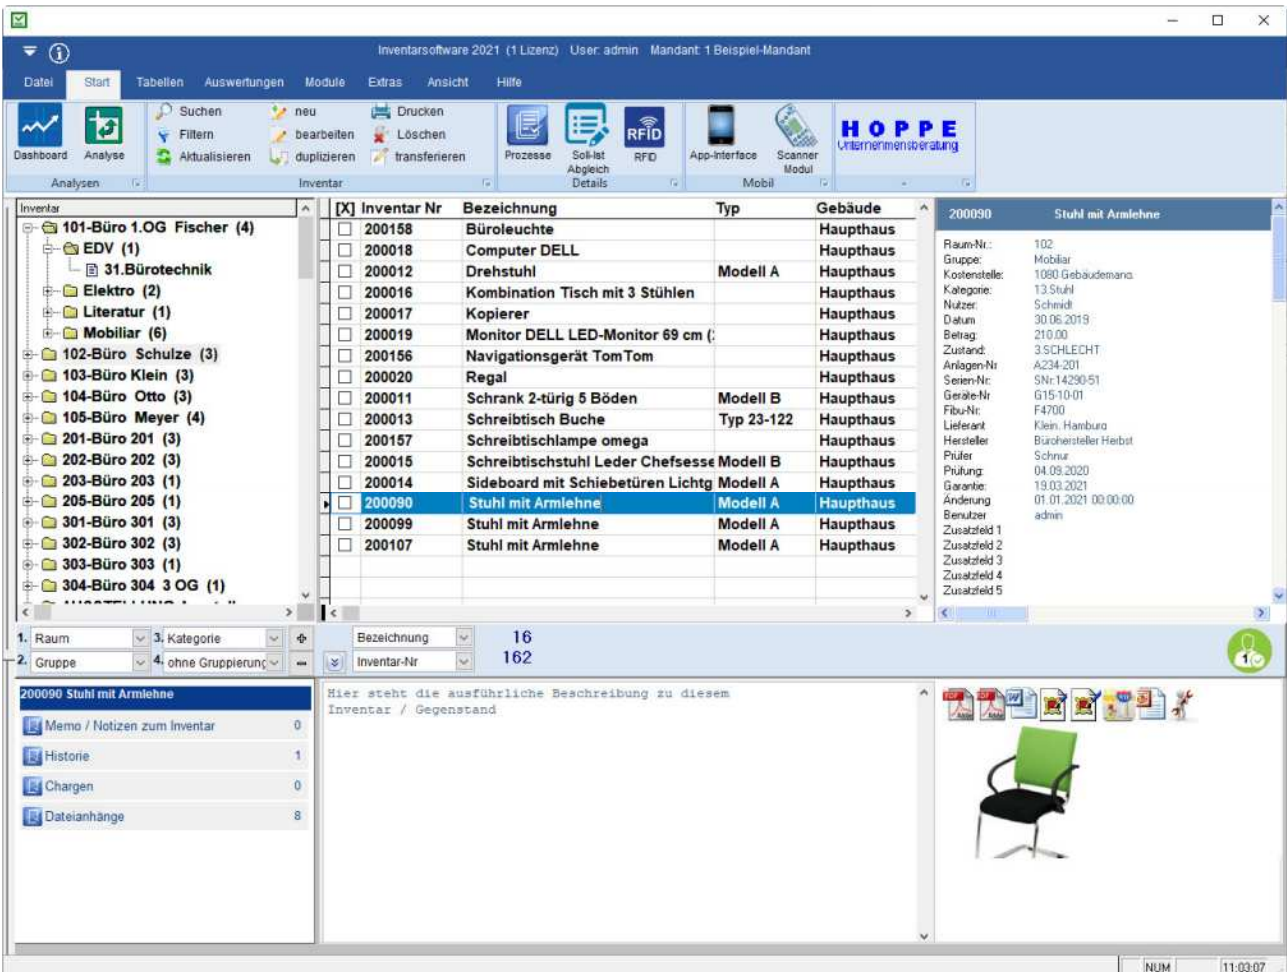 Inventarsoftware 2021 (1 Lizenz) User: admin Mandant: 1 Beispiel-Mandant
Datei Start Tabellen Auswertungen Module Extras Ansicht Hilfe
Dashboard Analyse
Analysen
Suchen neu Drucken
Filtern bearbeiten Löschen
Aktualisieren duplizieren transferieren
Inventar
Prozesse Soll-Ist Abgleich RFID RFID
Details
App-Interface Scanner Modul
Mobil
HOPPE
Unternehmensberatung
Inventar
101-Büro 1.OG Fischer (4)
EDV (1)
31.Bürotechnik
Elektro (2)
Literatur (1)
Mobiliar (6)
102-Büro Schulze (3)
103-Büro Klein (3)
104-Büro Otto (3)
105-Büro Meyer (4)
201-Büro 201 (3)
202-Büro 202 (3)
203-Büro 203 (1)
205-Büro 205 (1)
301-Büro 301 (3)
302-Büro 302 (3)
303-Büro 303 (1)
304-Büro 304 3 OG (1)
[X] Inventar Nr Bezeichnung Typ Gebäude
200158 Büroleuchte Haupthaus
200018 Computer DELL Haupthaus
200012 Drehstuhl Modell A Haupthaus
200016 Kombination Tisch mit 3 Stühlen Haupthaus
200017 Kopierer Haupthaus
200019 Monitor DELL LED-Monitor 69 cm (: Haupthaus
200156 Navigationsgerät TomTom Haupthaus
200020 Regal Haupthaus
200011 Schrank 2-türig 5 Böden Modell B Haupthaus
200013 Schreibtisch Buche Typ 23-122 Haupthaus
200157 Schreibtischlampe omega Haupthaus
200015 Schreibtischstuhl Leder Chefsesse Modell B Haupthaus
200014 Sideboard mit Schiebetüren Lichtg Modell A Haupthaus
200090 Stuhl mit Armlehne Modell A Haupthaus
200099 Stuhl mit Armlehne Modell A Haupthaus
200107 Stuhl mit Armlehne Modell A Haupthaus
200090 Stuhl mit Armlehne
Raum-Nr.: 102
Gruppe: Mobiliar
Kostenstelle: 1080 Gebäudemana.
Kategorie: 13.Stuhl
Nutzer: Schmidt
Datum 30.06.2019
Betrag: 210.00
Zustand: 3.SCHLECHT
Anlagen-Nr A234-201
Serien-Nr: SNr.14290-51
Geräte-Nr G15-10-01
Fibu-Nr: F4700
Lieferant Klein. Hamburg
Hersteller Bürohersteller Herbst
Prüfer Schnur
Prüfung: 04.09.2020
Garantie: 19.03.2021
Änderung 01.01.2021 00:00:00
Benutzer admin
Zusatzfeld 1
Zusatzfeld 2
Zusatzfeld 3
Zusatzfeld 4
Zusatzfeld 5
1. Raum 3. Kategorie Bezeichnung 16
2. Gruppe 4. ohne Gruppierung Inventar-Nr 162
1
200090 Stuhl mit Armlehne
Memo / Notizen zum Inventar 0
Historie 1
Chargen 0
Dateianhänge 8
Hier steht die ausführliche Beschreibung zu diesem
Inventar / Gegenstand
NUM 11:03:07